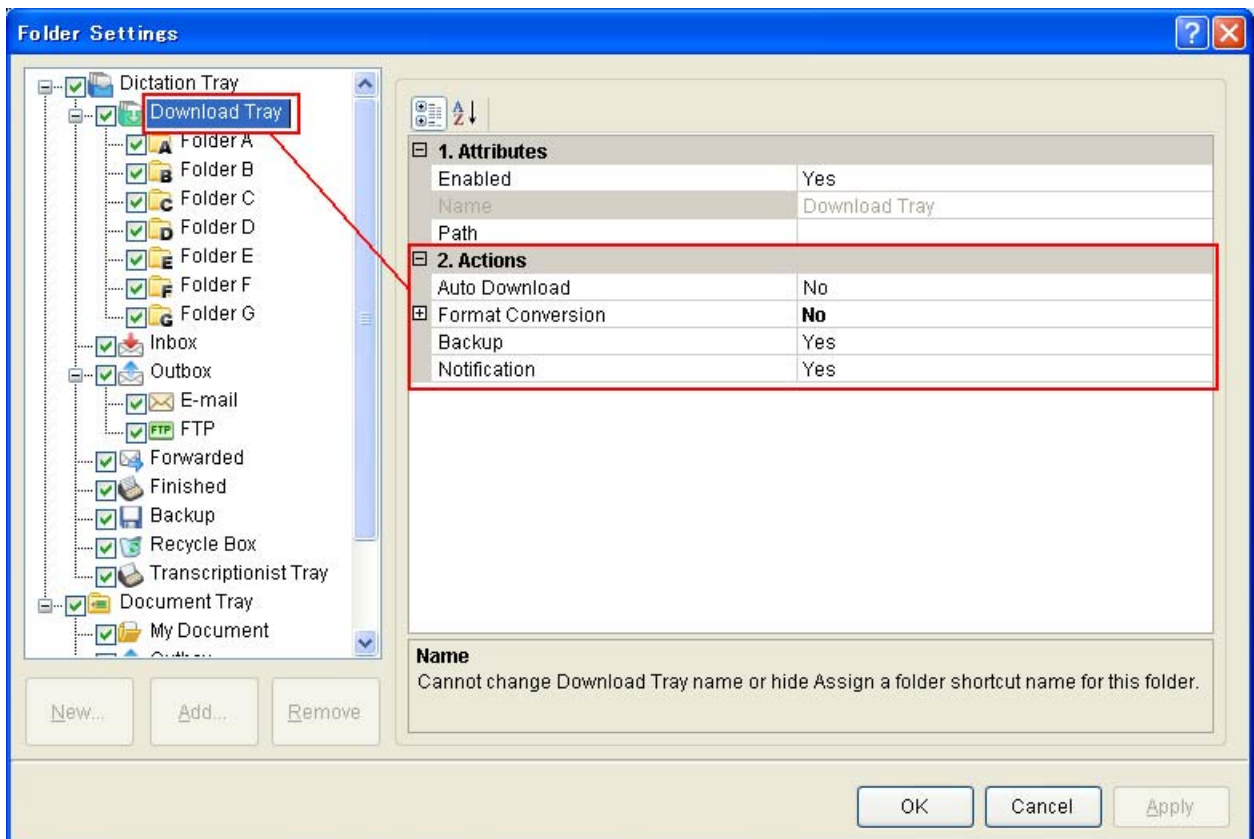 Folder Settings
Dictation Tray
Download Tray
Folder A
Folder B
Folder C
Folder D
Folder E
Folder F
Folder G
Inbox
Outbox
E-mail
FTP FTP
Forwarded
Finished
Backup
Recycle Box
Transcriptionist Tray
Document Tray
My Document
New...
Add...
Remove
1. Attributes
Enabled Yes
Name Download Tray
Path
2. Actions
Auto Download No
Format Conversion No
Backup Yes
Notification Yes
Name
Cannot change Download Tray name or hide Assign a folder shortcut name for this folder.
OK
Cancel
Apply